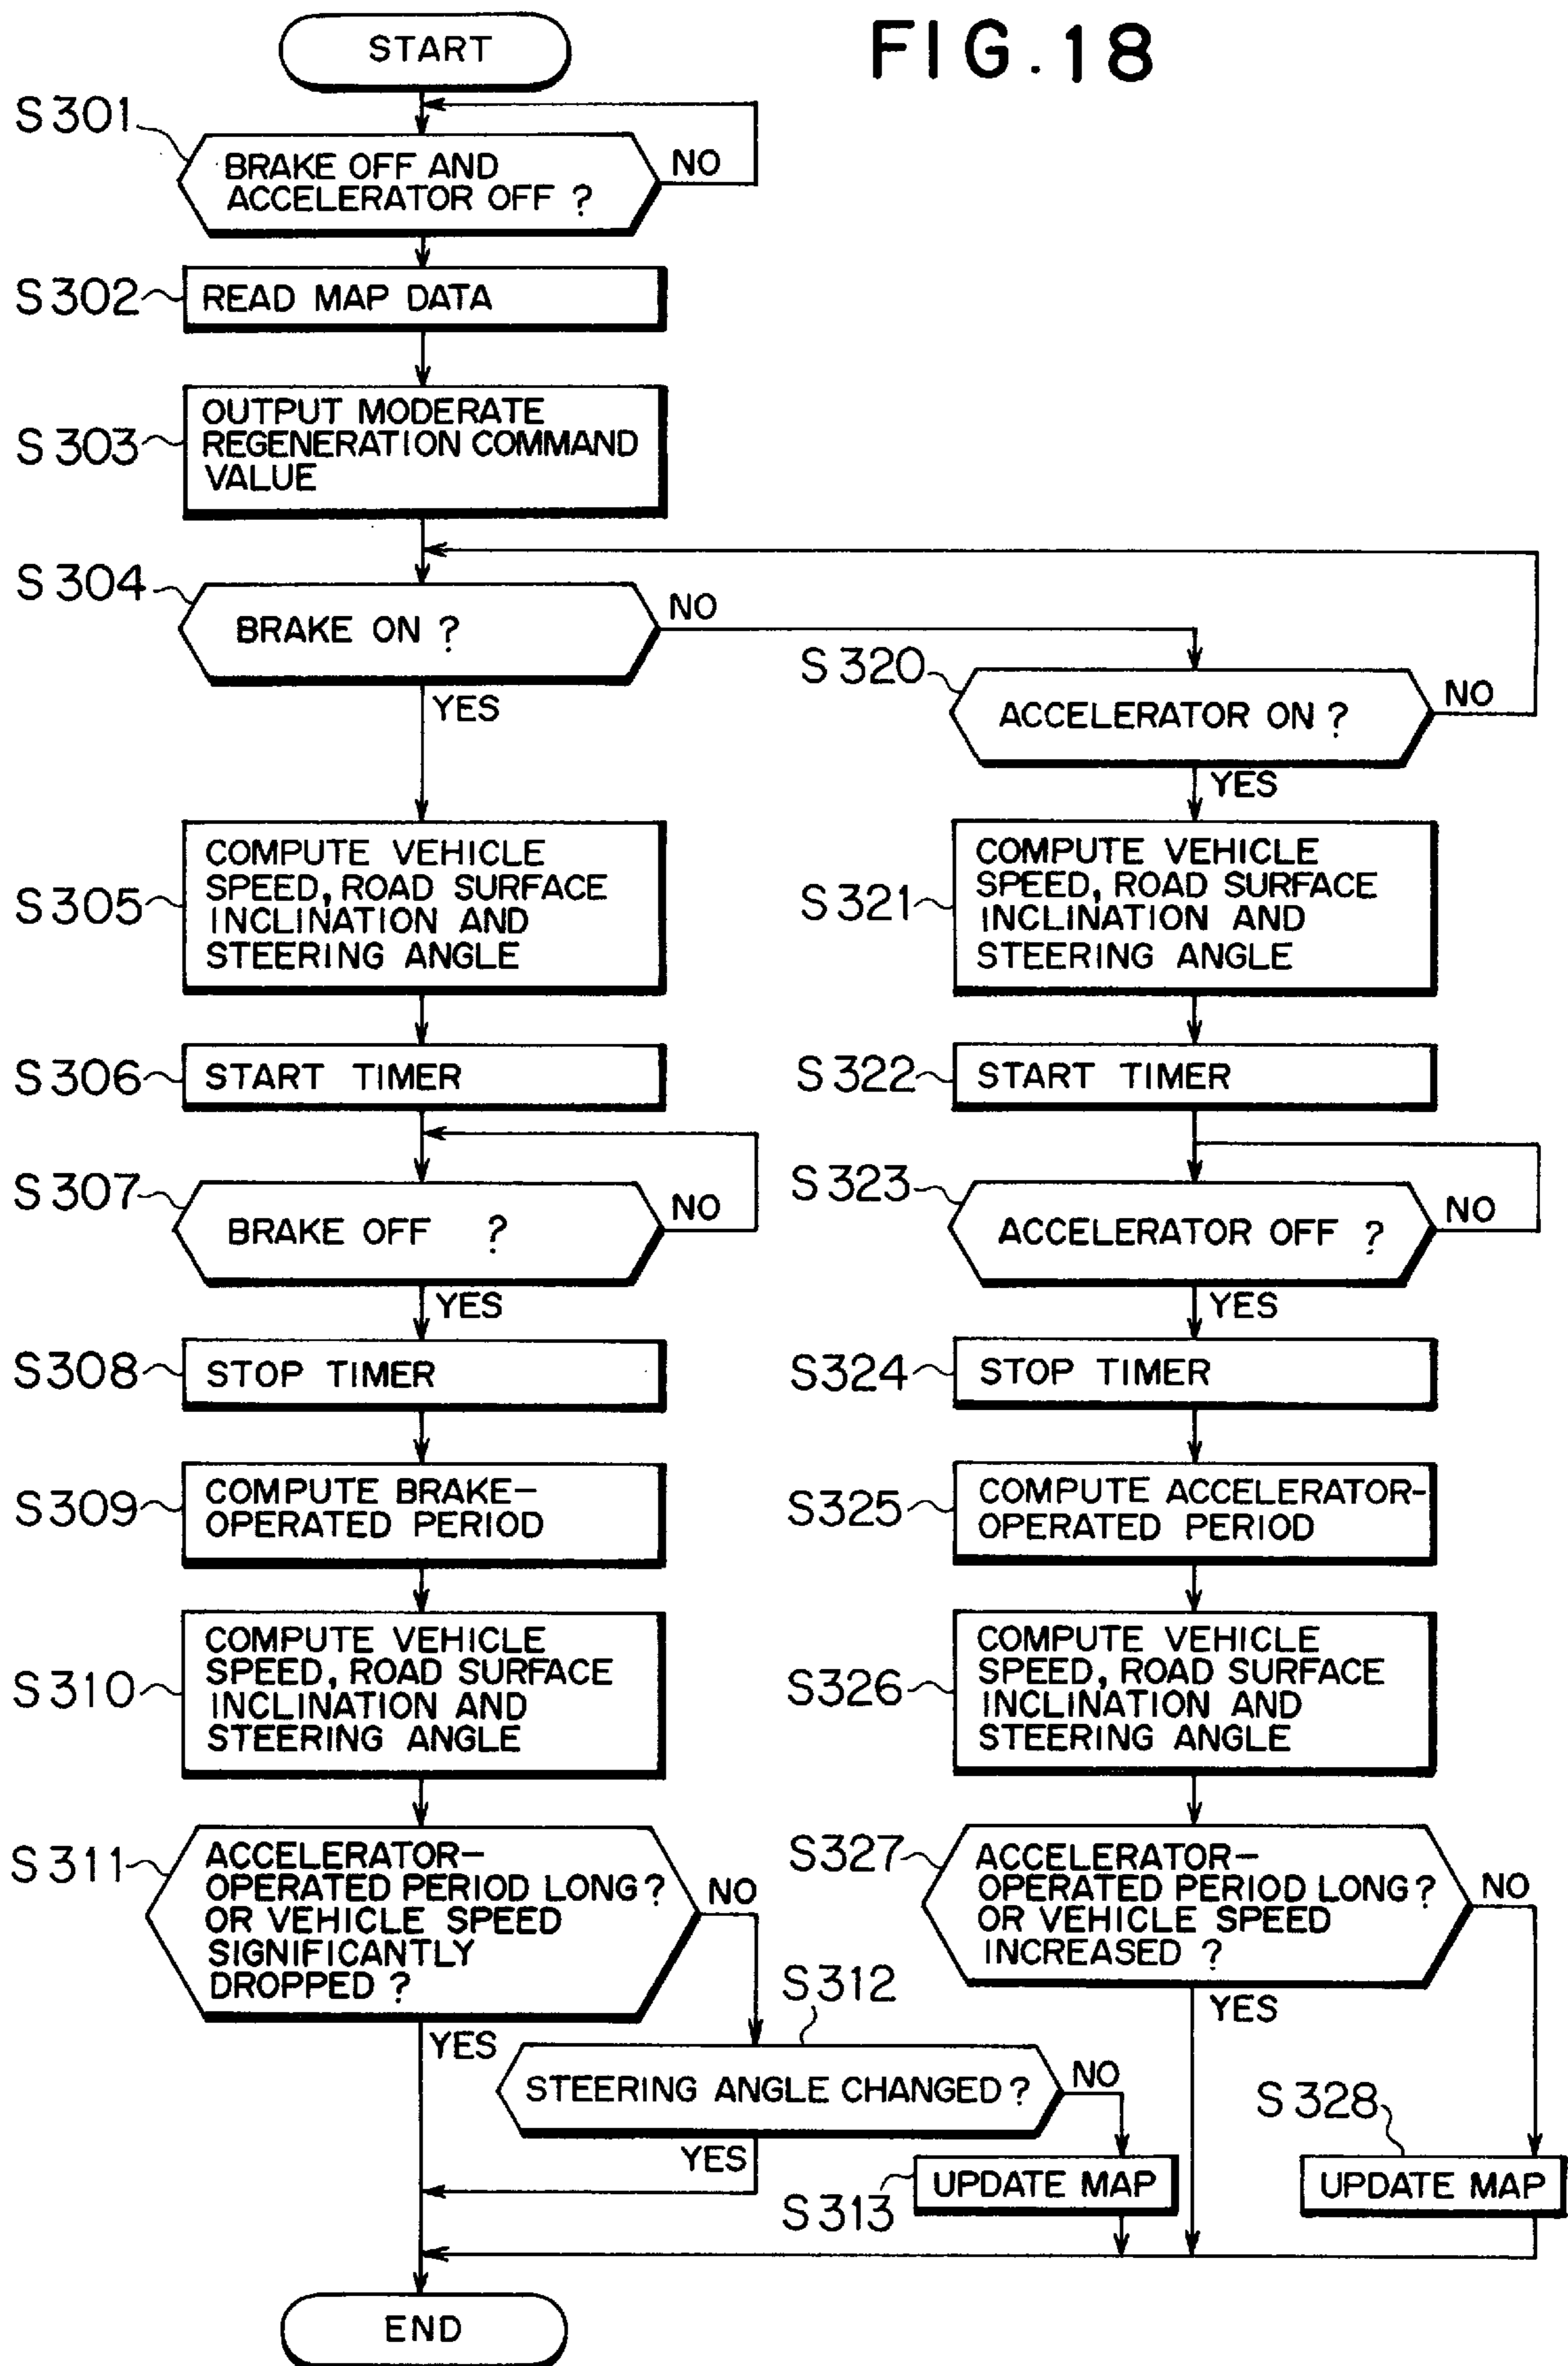 FIG. 18
START
S301
BRAKE OFF AND
ACCELERATOR OFF ?
NO
S302
READ MAP DATA
S303
OUTPUT MODERATE
REGENERATION COMMAND
VALUE
S304
BRAKE ON ?
NO
YES
S320
ACCELERATOR ON ?
NO
YES
S305
COMPUTE VEHICLE
SPEED, ROAD SURFACE
INCLINATION AND
STEERING ANGLE
S321
COMPUTE VEHICLE
SPEED, ROAD SURFACE
INCLINATION AND
STEERING ANGLE
S306
START TIMER
S322
START TIMER
S307
BRAKE OFF ?
NO
YES
S323
ACCELERATOR OFF ?
NO
YES
S308
STOP TIMER
S324
STOP TIMER
S309
COMPUTE BRAKE-
OPERATED PERIOD
S325
COMPUTE ACCELERATOR-
OPERATED PERIOD
S310
COMPUTE VEHICLE
SPEED, ROAD SURFACE
INCLINATION AND
STEERING ANGLE
S326
COMPUTE VEHICLE
SPEED, ROAD SURFACE
INCLINATION AND
STEERING ANGLE
S311
ACCELERATOR-
OPERATED PERIOD LONG ?
OR VEHICLE SPEED
SIGNIFICANTLY
DROPPED ?
NO
YES
S327
ACCELERATOR-
OPERATED PERIOD LONG ?
OR VEHICLE SPEED
INCREASED ?
NO
YES
S312
STEERING ANGLE CHANGED ?
NO
YES
S313
UPDATE MAP
S328
UPDATE MAP
END